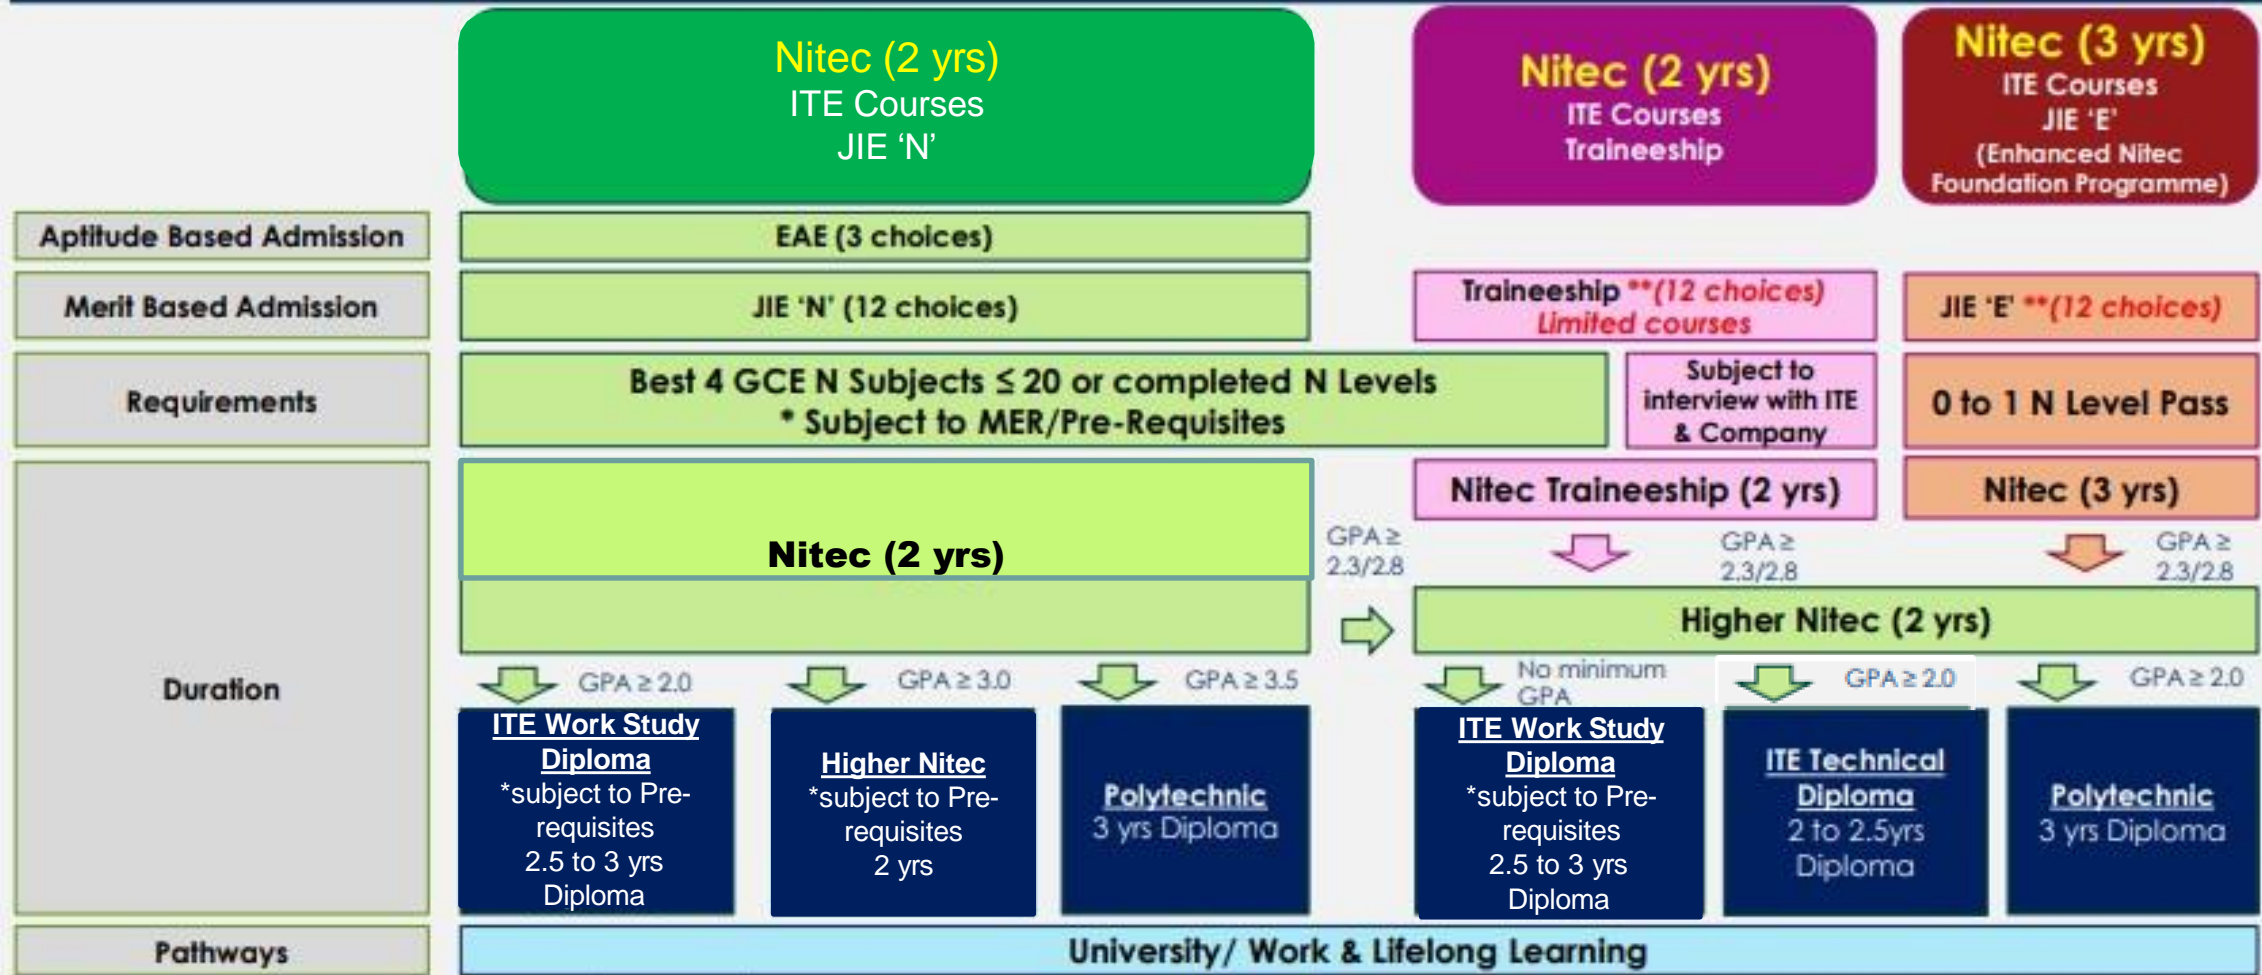 Nitec (2 yrs)
ITE Courses
JIE ‘N’
Nitec (2 yrs)
ITE Courses
Traineeship
Nitec (3 yrs)
ITE Courses
JIE ‘E’
(Enhanced Nitec
Foundation Programme)
Aptitude Based Admission
EAE (3 choices)
Merit Based Admission
JIE ‘N’ (12 choices)
Traineeship **(12 choices)
Limited courses
JIE ‘E’ **(12 choices)
Requirements
Best 4 GCE N Subjects ≤ 20 or completed N Levels
* Subject to MER/Pre-Requisites
Subject to
interview with ITE
& Company
0 to 1 N Level Pass
Duration
Nitec (2 yrs)
GPA ≥
2.3/2.8
Nitec Traineeship (2 yrs)
Nitec (3 yrs)
GPA ≥
2.3/2.8
GPA ≥
2.3/2.8
Higher Nitec (2 yrs)
GPA ≥ 2.0
GPA ≥ 3.0
GPA ≥ 3.5
No minimum
GPA
GPA ≥ 2.0
GPA ≥ 2.0
ITE Work Study
Diploma
*subject to Pre-
requisites
2.5 to 3 yrs
Diploma
Higher Nitec
*subject to Pre-
requisites
2 yrs
Polytechnic
3 yrs Diploma
ITE Work Study
Diploma
*subject to Pre-
requisites
2.5 to 3 yrs
Diploma
ITE Technical
Diploma
2 to 2.5yrs
Diploma
Polytechnic
3 yrs Diploma
Pathways
University/ Work & Lifelong Learning